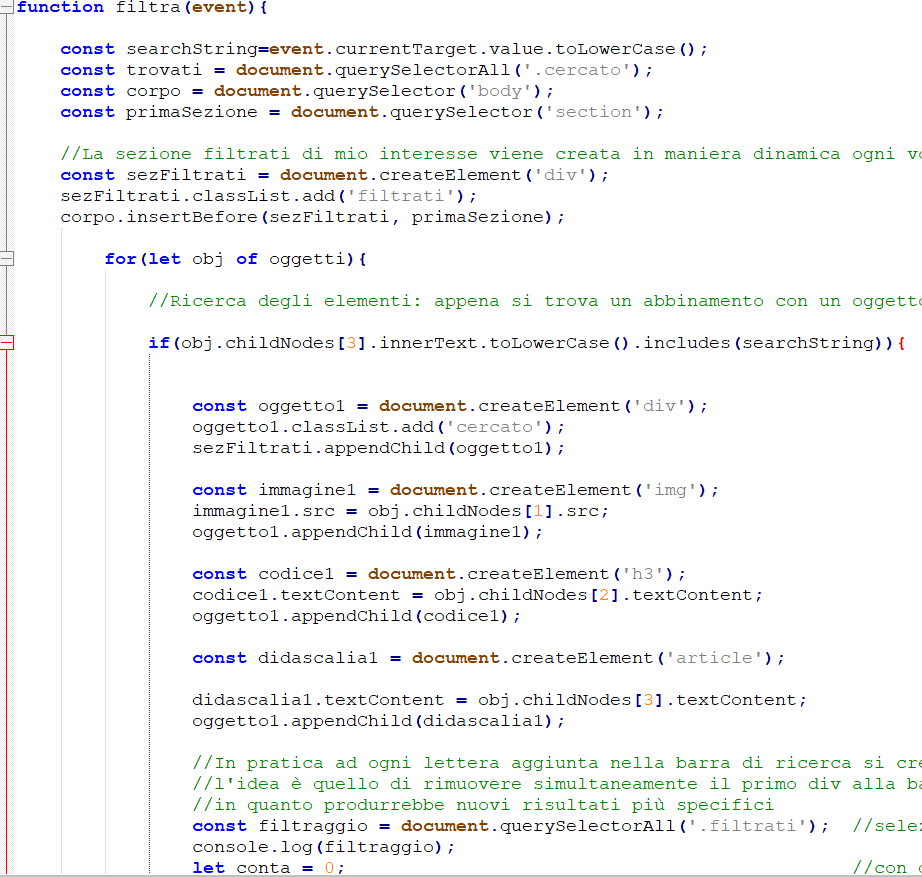 function filtra(event){
const searchString=event.currentTarget.value.toLowerCase();
const trovati = document.querySelectorAll('.cercato');
const corpo = document.querySelector('body');
const primaSezione = document.querySelector('section');
//La sezione filtrati di mio interesse viene creata in maniera dinamica ogni
const sezFiltrati = document.createElement('div');
sezFiltrati.classList.add('filtrati');
corpo.insertBefore(sezFiltrati, primaSezione);
for(let obj of oggetti){
//Ricerca degli elementi: appena si trova un abbinamento con un
if(obj.childNodes[3].innerText.toLowerCase().includes(searchString)){
const oggetto1 = document.createElement('div');
oggetto1.classList.add('cercato');
sezFiltrati.appendChild(oggetto1);
const immagine1 = document.createElement('img');
immagine1.src = obj.childNodes[1].src;
oggetto1.appendChild(immagine1);
const codice1 = document.createElement('h3');
codice1.textContent = obj.childNodes[2].textContent;
oggetto1.appendChild(codice1);
const didascalia1 = document.createElement('article');
didascalia1.textContent = obj.childNodes[3].textContent;
oggetto1.appendChild(didascalia1);
//In pratica ad ogni lettera aggiunta nella barra di ricerca si
//l'idea è quello di rimuovere simultaneamente il primo div alla
//in quanto produrrebbe nuovi risultati più specifici
const filtraggio = document.querySelectorAll('.filtrati');
console.log(filtraggio);
let conta = 0; //con